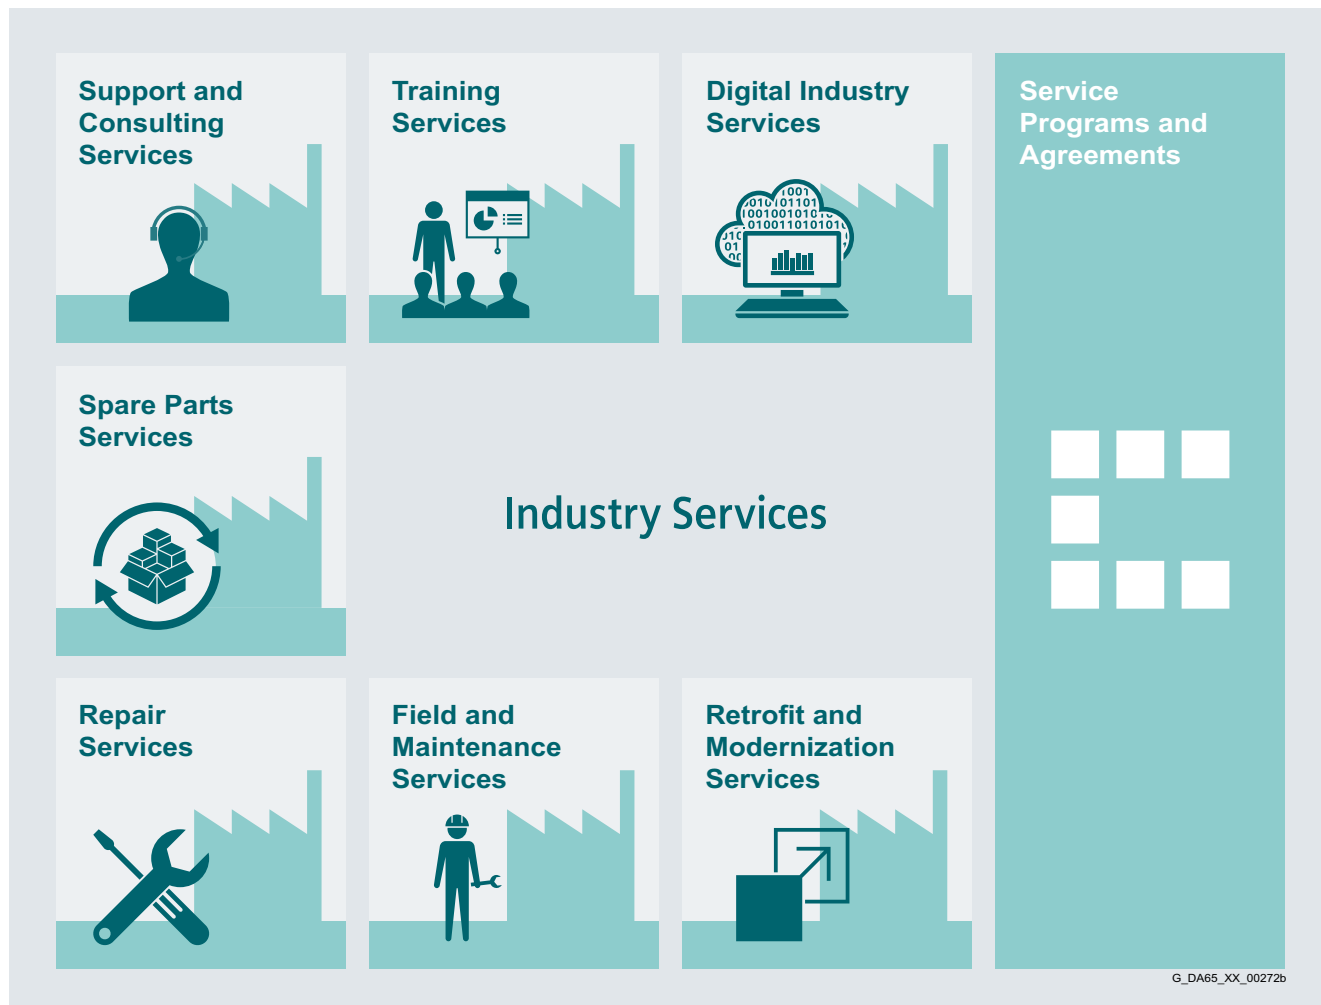 Support and
Consulting
Services
Training
Services
Digital Industry
Services
Service
Programs and
Agreements
Spare Parts
Services
Industry Services
Repair
Services
Field and
Maintenance
Services
Retrofit and
Modernization
Services
G_DA65_XX_00272b